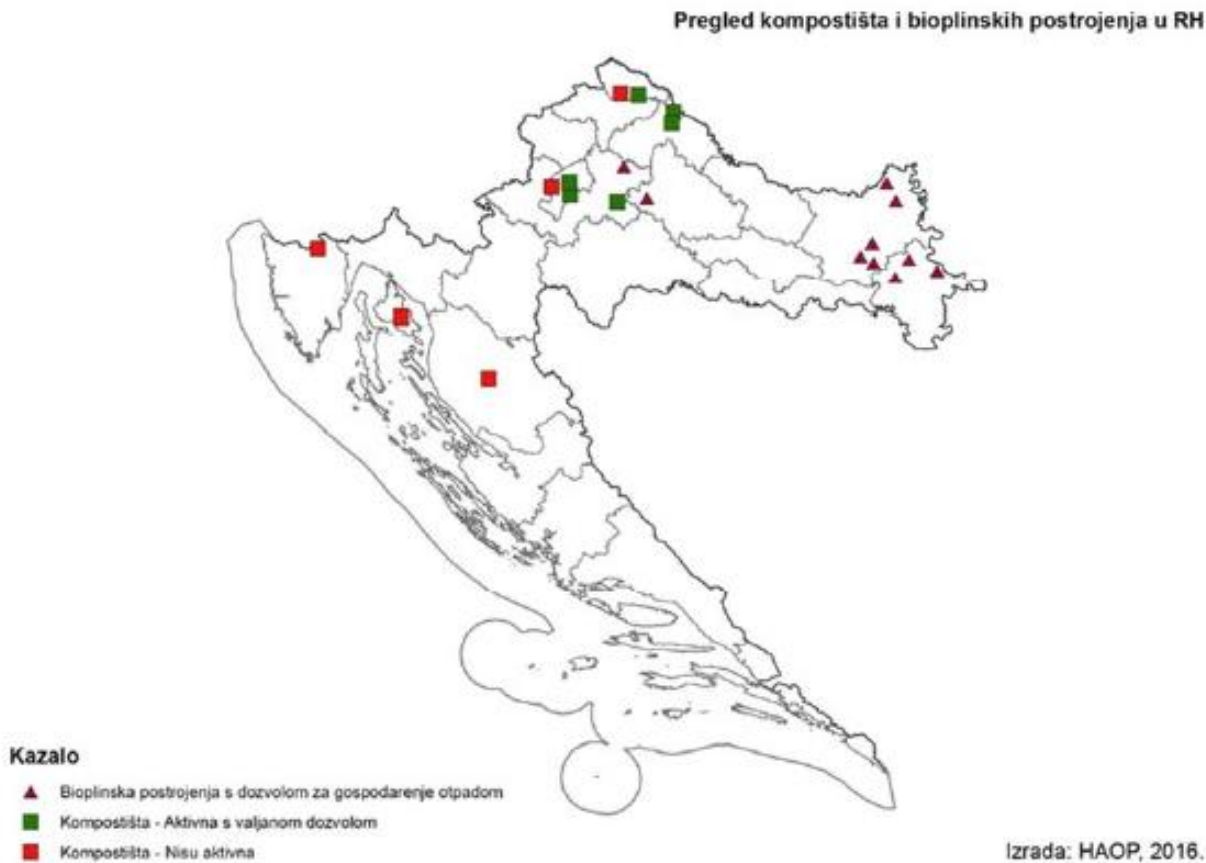 Pregled kompostišta i bioplinskih postrojenja u RH
Kazalo
Bioplinska postrojenja s dozvolom za gospodarenje otpadom
Kompostišta - Aktivna s valjanom dozvolom
Kompostišta - Nisu aktivna
Izrada: HAOP, 2016.